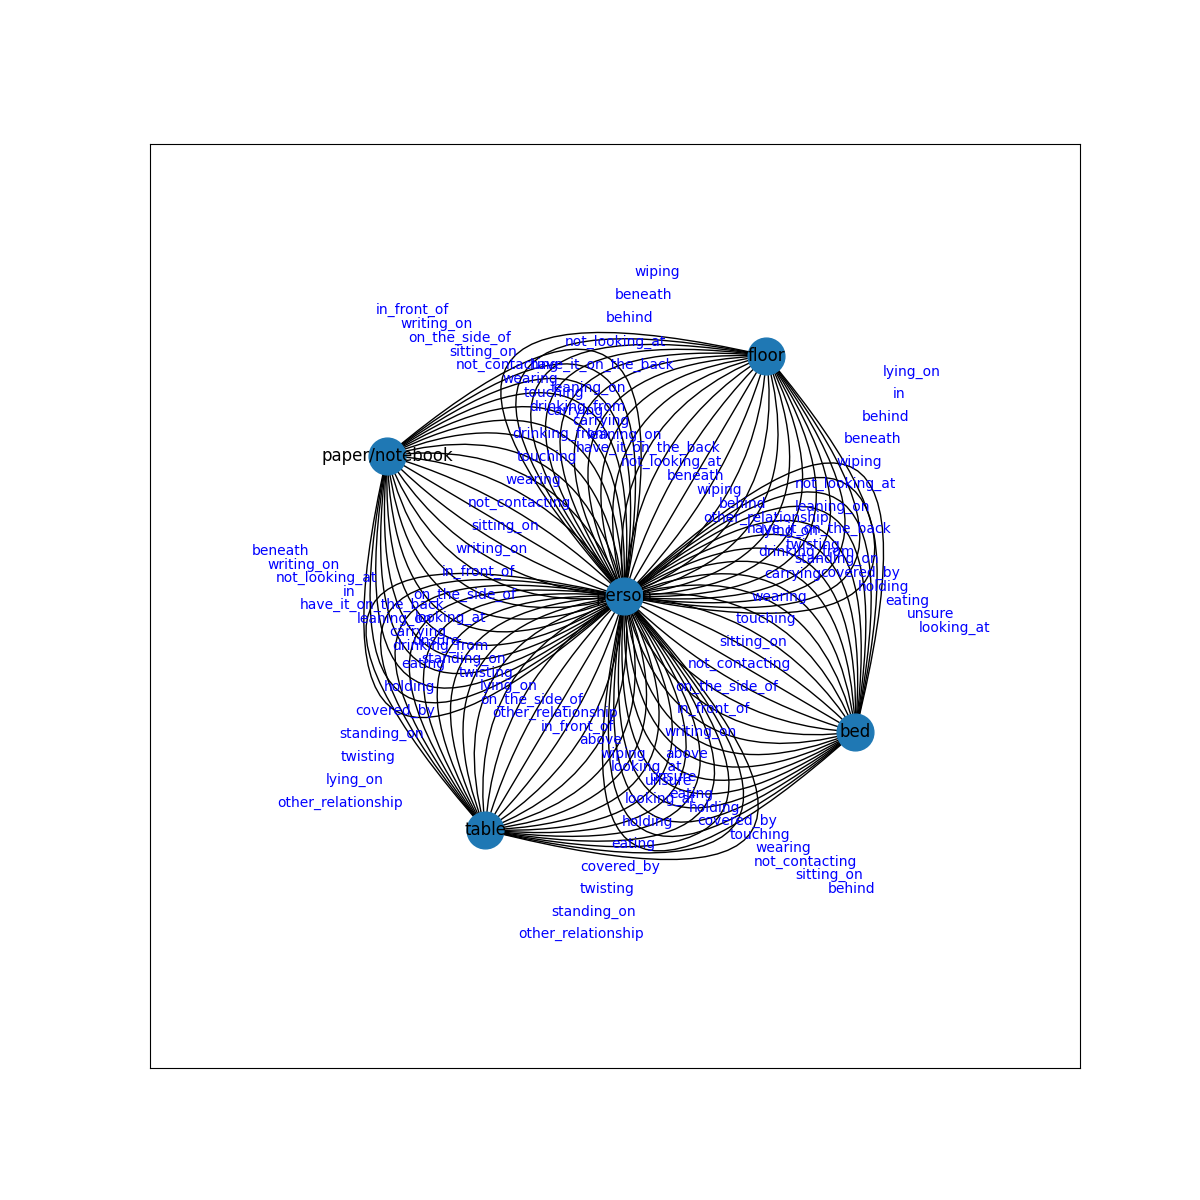 wiping
beneath
in_front_of
behind
writing_on
on_the_side_of
not_looking_at
sitting_on
floor
not_contacting
have_it_on_the_back
lying_on
wearing
leaning_on
touching
in
drinking_from
carrying
behind
carrying
drinking_from
leaning_on
beneath
have_it_on_the_back
paper/notebook
touching
not_looking_at
wiping
beneath
wearing
not_looking_at
wiping
not_contacting
behind
leaning_on
other_relationship
sitting_on
have_it_on_the_back
lying_on
twisting
writing_on
beneath
drinking_from
standing_on
writing_on
in_front_of
carrying
covered_by
not_looking_at
holding
in
on_the_side_of
person
wearing
eating
have_it_on_the_back
unsure
leaning_on
looking_at
touching
looking_at
carrying
unsure
sitting_on
drinking_from
standing_on
eating
not_contacting
twisting
holding
lying_on
on_the_side_of
on_the_side_of
covered_by
other_relationship
in_front_of
standing_on
in_front_of
writing_on
bed
above
twisting
wiping
above
lying_on
looking_at
unsure
unsure
other_relationship
looking_at
eating
holding
table
holding
covered_by
eating
touching
wearing
covered_by
not_contacting
twisting
sitting_on
behind
standing_on
other_relationship